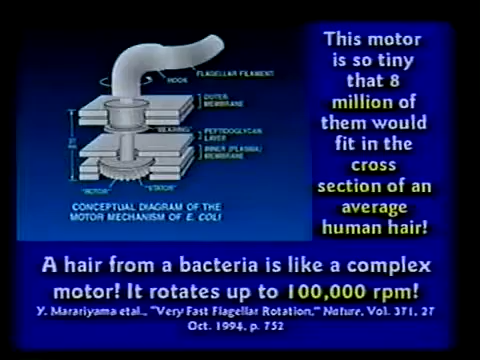 HOOK
FLAGELLAR FILAMENT
OUTER
MEMBRANE
"BEARING"
PEPTIDOGLYCAN
LAYER
INNER (PLASMA)
MEMBRANE
"ROTOR"
"STATOR"
CONCEPTUAL DIAGRAM OF THE
MOTOR MECHANISM OF E. COLI
This motor
is so tiny
that 8
million of
them would
fit in the
cross
section of an
average
human hair!
A hair from a bacteria is like a complex
motor! It rotates up to 100,000 rpm!
Y. Marariyama etal., "Very Fast Flagellar Rotation," Nature, Vol. 371, 27
Oct. 1994, p. 752